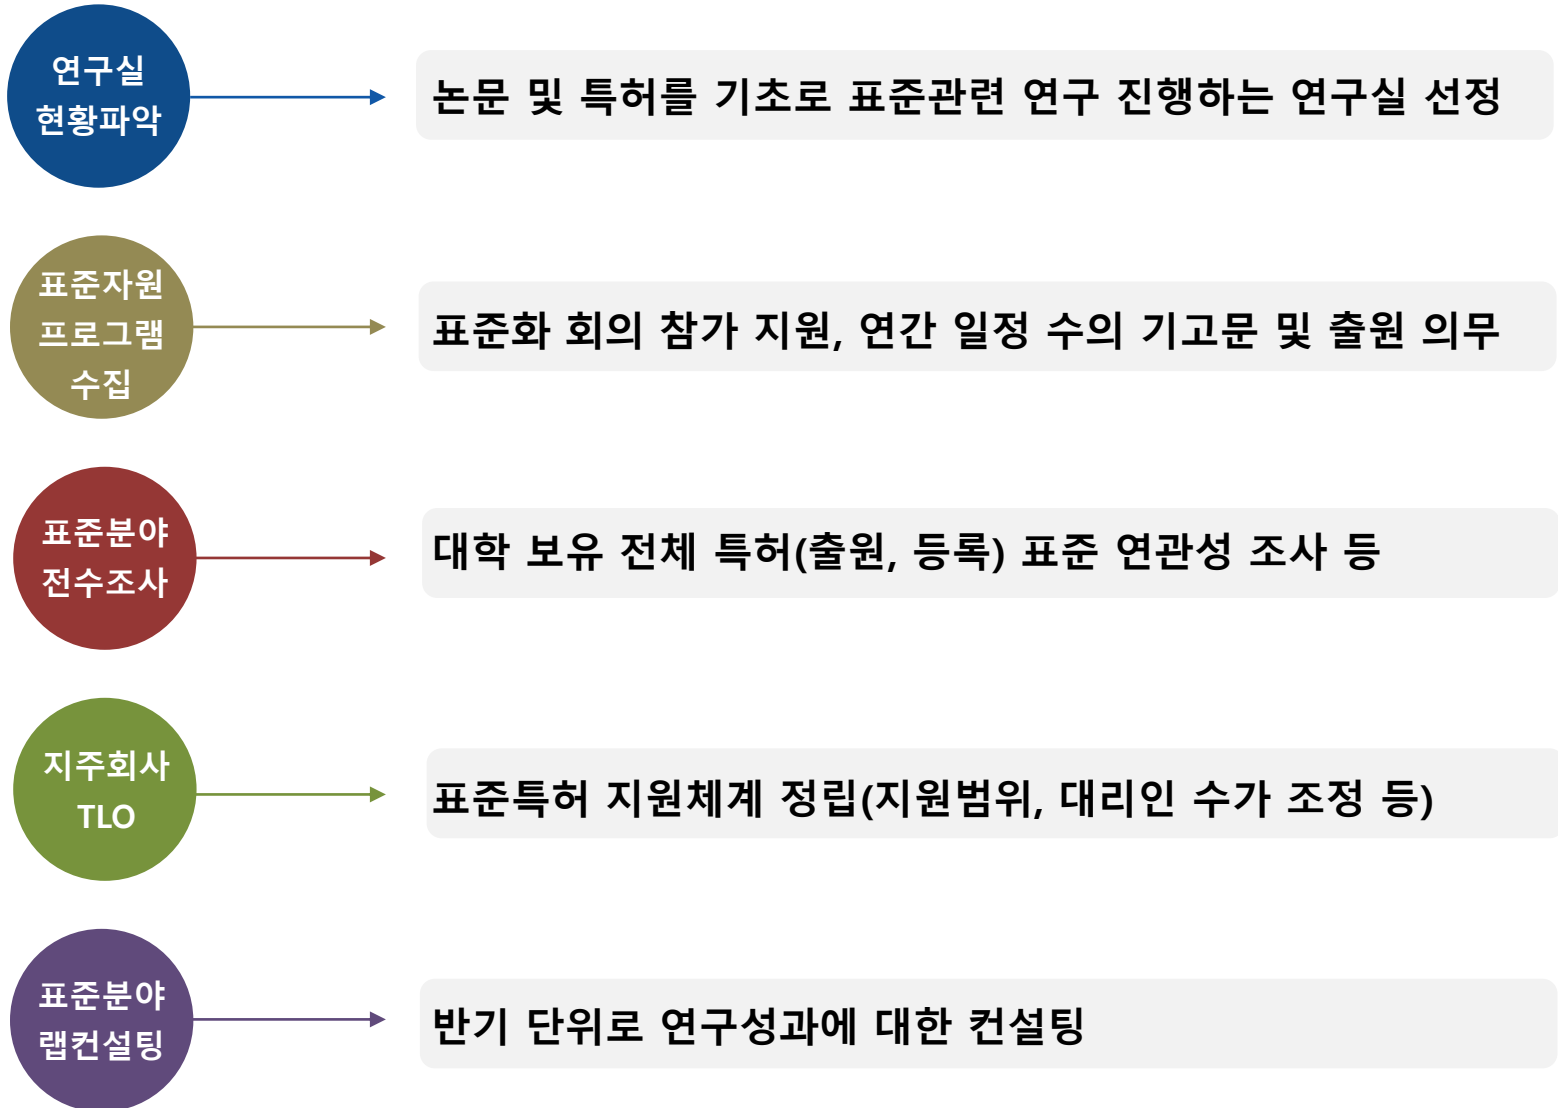 연구실
현황파악
논문 및 특허를 기초로 표준관련 연구 진행하는 연구실 선정
표준자원
프로그램
수집
표준화 회의 참가 지원, 연간 일정 수의 기고문 및 출원 의무
표준분야
전수조사
대학 보유 전체 특허(출원, 등록) 표준 연관성 조사 등
지주회사
TLO
표준특허 지원체계 정립(지원범위, 대리인 수가 조정 등)
표준분야
랩컨설팅
반기 단위로 연구성과에 대한 컨설팅